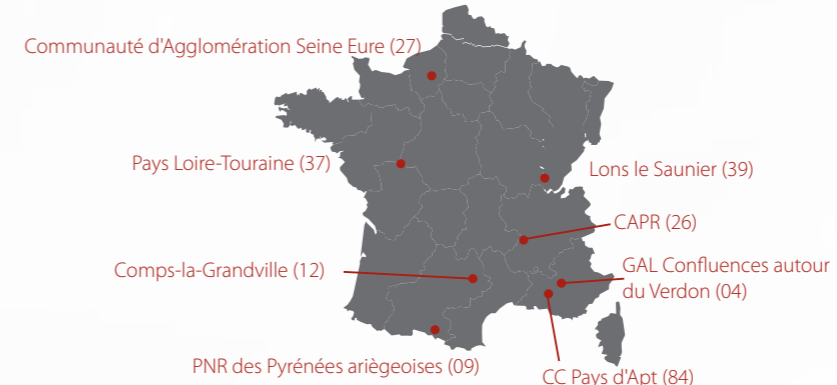 Communauté d'Agglomération Seine Eure (27)
Pays Loire-Touraine (37)
Lons le Saunier (39)
CAPR (26)
Comps-la-Grandville (12)
GAL Confluences autour
du Verdon (04)
PNR des Pyrénées ariègeoises (09)
CC Pays d'Apt (84)